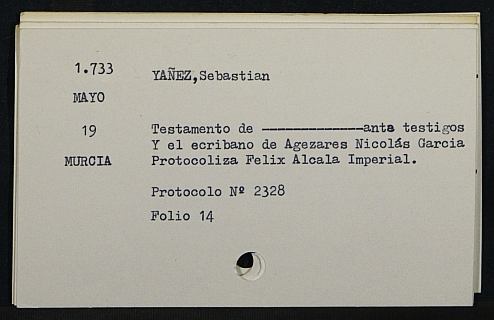 1.733
YAÑEZ,Sebastian
MAYO
19
Testamento de --------------ante testigos
Y el ecribano de Agezares Nicolás Garcia
MURCIA
Protocoliza Felix Alcala Imperial.
Protocolo Nº 2328
Folio 14